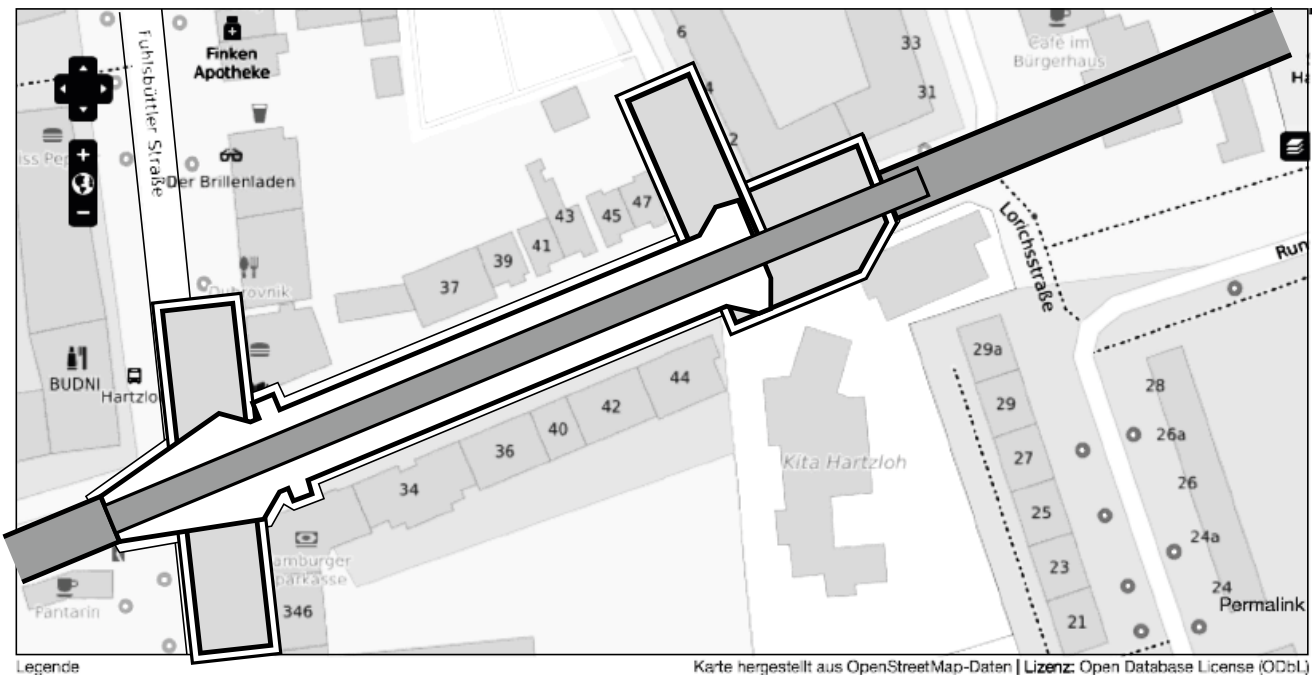 Fuhlsbüttler Straße
Finken
Apotheke
6
4
2
33
31
Café im
Bürgerhaus
Der Brillenladen
47
45
43
41
39
37
Dubrovnik
BUDNI
Lorichsstraße
44
42
40
36
34
Kita Hartzloh
346
Pantarin
29a
29
27
25
23
21
28
26a
26
24a
24
Permalink
Legende
Karte hergestellt aus OpenStreetMap-Daten | Lizenz: Open Database License (ODbL)